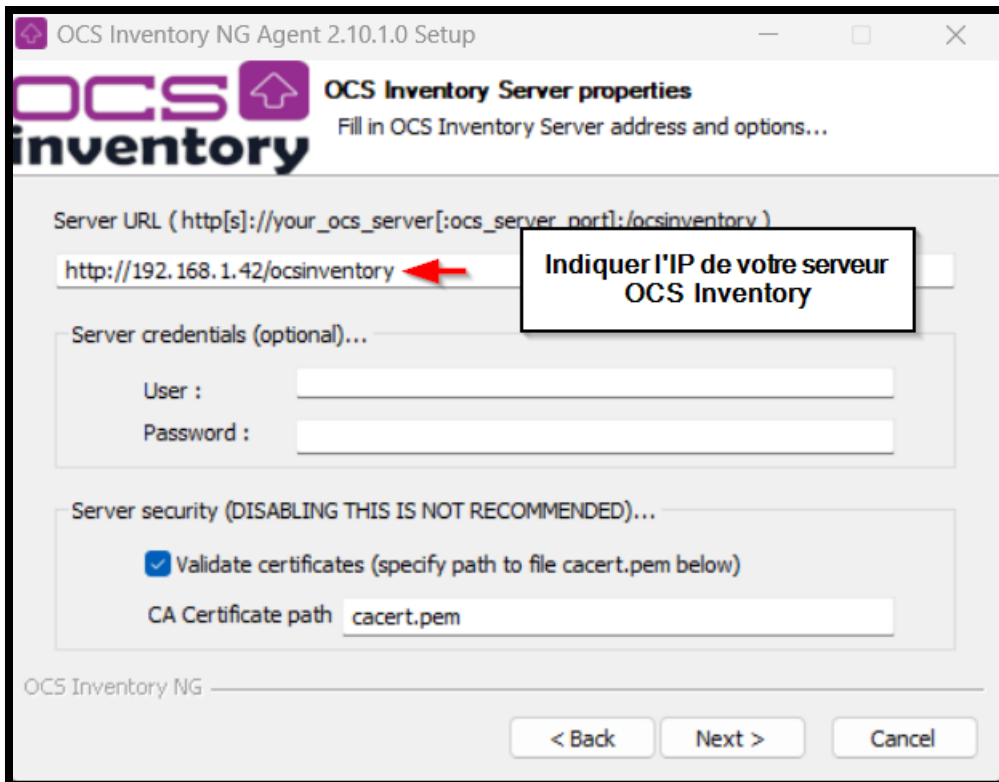 OCS Inventory NG Agent 2.10.1.0 Setup
OCS
inventory
OCS Inventory Server properties
Fill in OCS Inventory Server address and options...
Server URL ( http[s]://your_ocs_server[:ocs_server_port]:/ocsinventory )
http://192.168.1.42/ocsinventory
Indiquer l'IP de votre serveur
OCS Inventory
Server credentials (optional)...
User :
Password :
Server security (DISABLING THIS IS NOT RECOMMENDED)...
Validate certificates (specify path to file cacert.pem below)
CA Certificate path
cacert.pem
OCS Inventory NG
< Back
Next >
Cancel